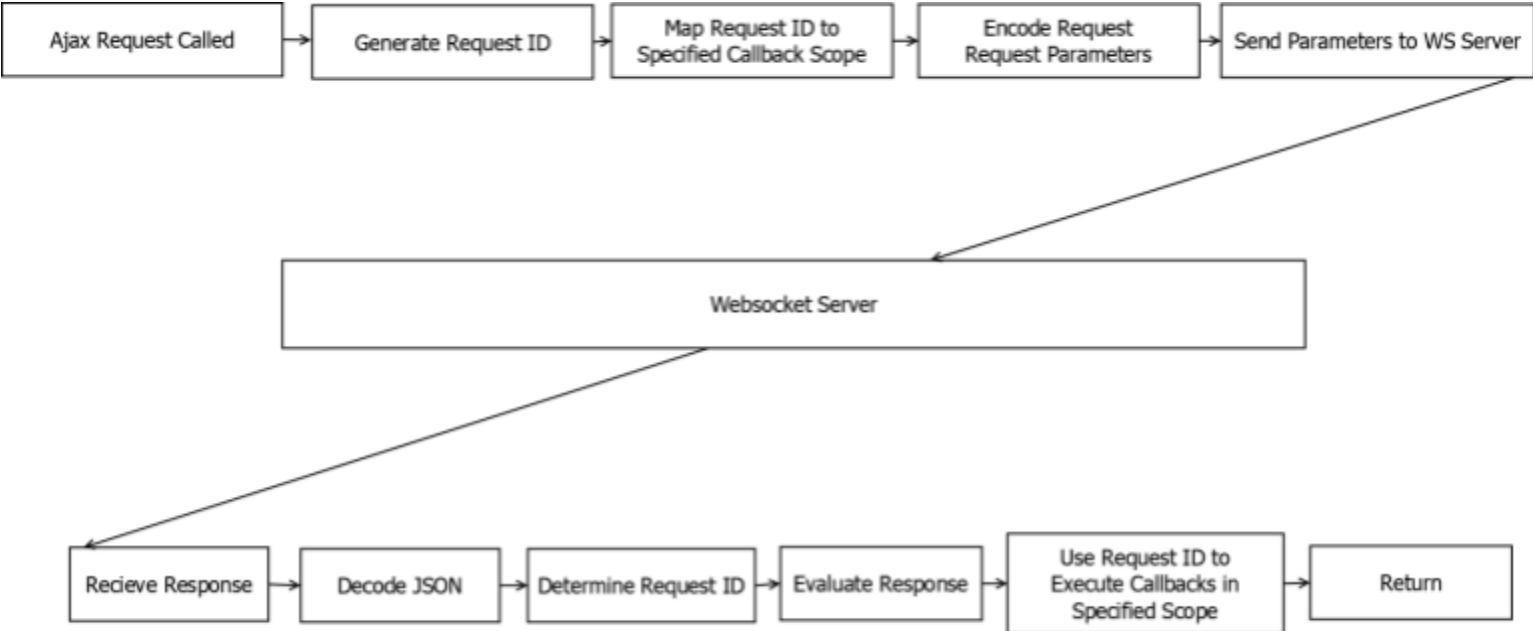 Ajax Request Called
Generate Request ID
Map Request ID to
Specified Callback Scope
Encode Request
Request Parameters
Send Parameters to WS Server
Websocket Server
Recieve Response
Decode JSON
Determine Request ID
Evaluate Response
Use Request ID to
Execute Callbacks in
Specified Scope
Return